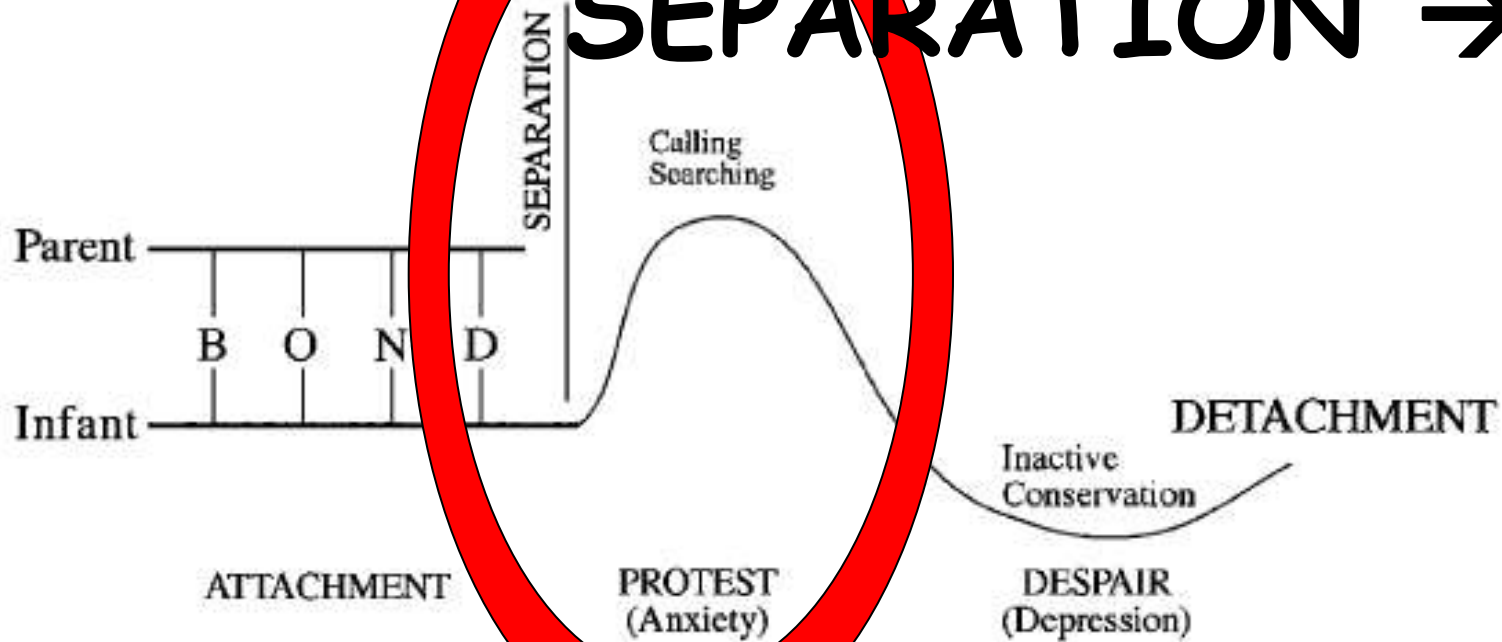 SEPARATION →
SEPARATION
Calling
Searching
Parent
B O N D
Infant
DETACHMENT
Inactive
Conservation
ATTACHMENT
PROTEST
(Anxiety)
DESPAIR
(Depression)